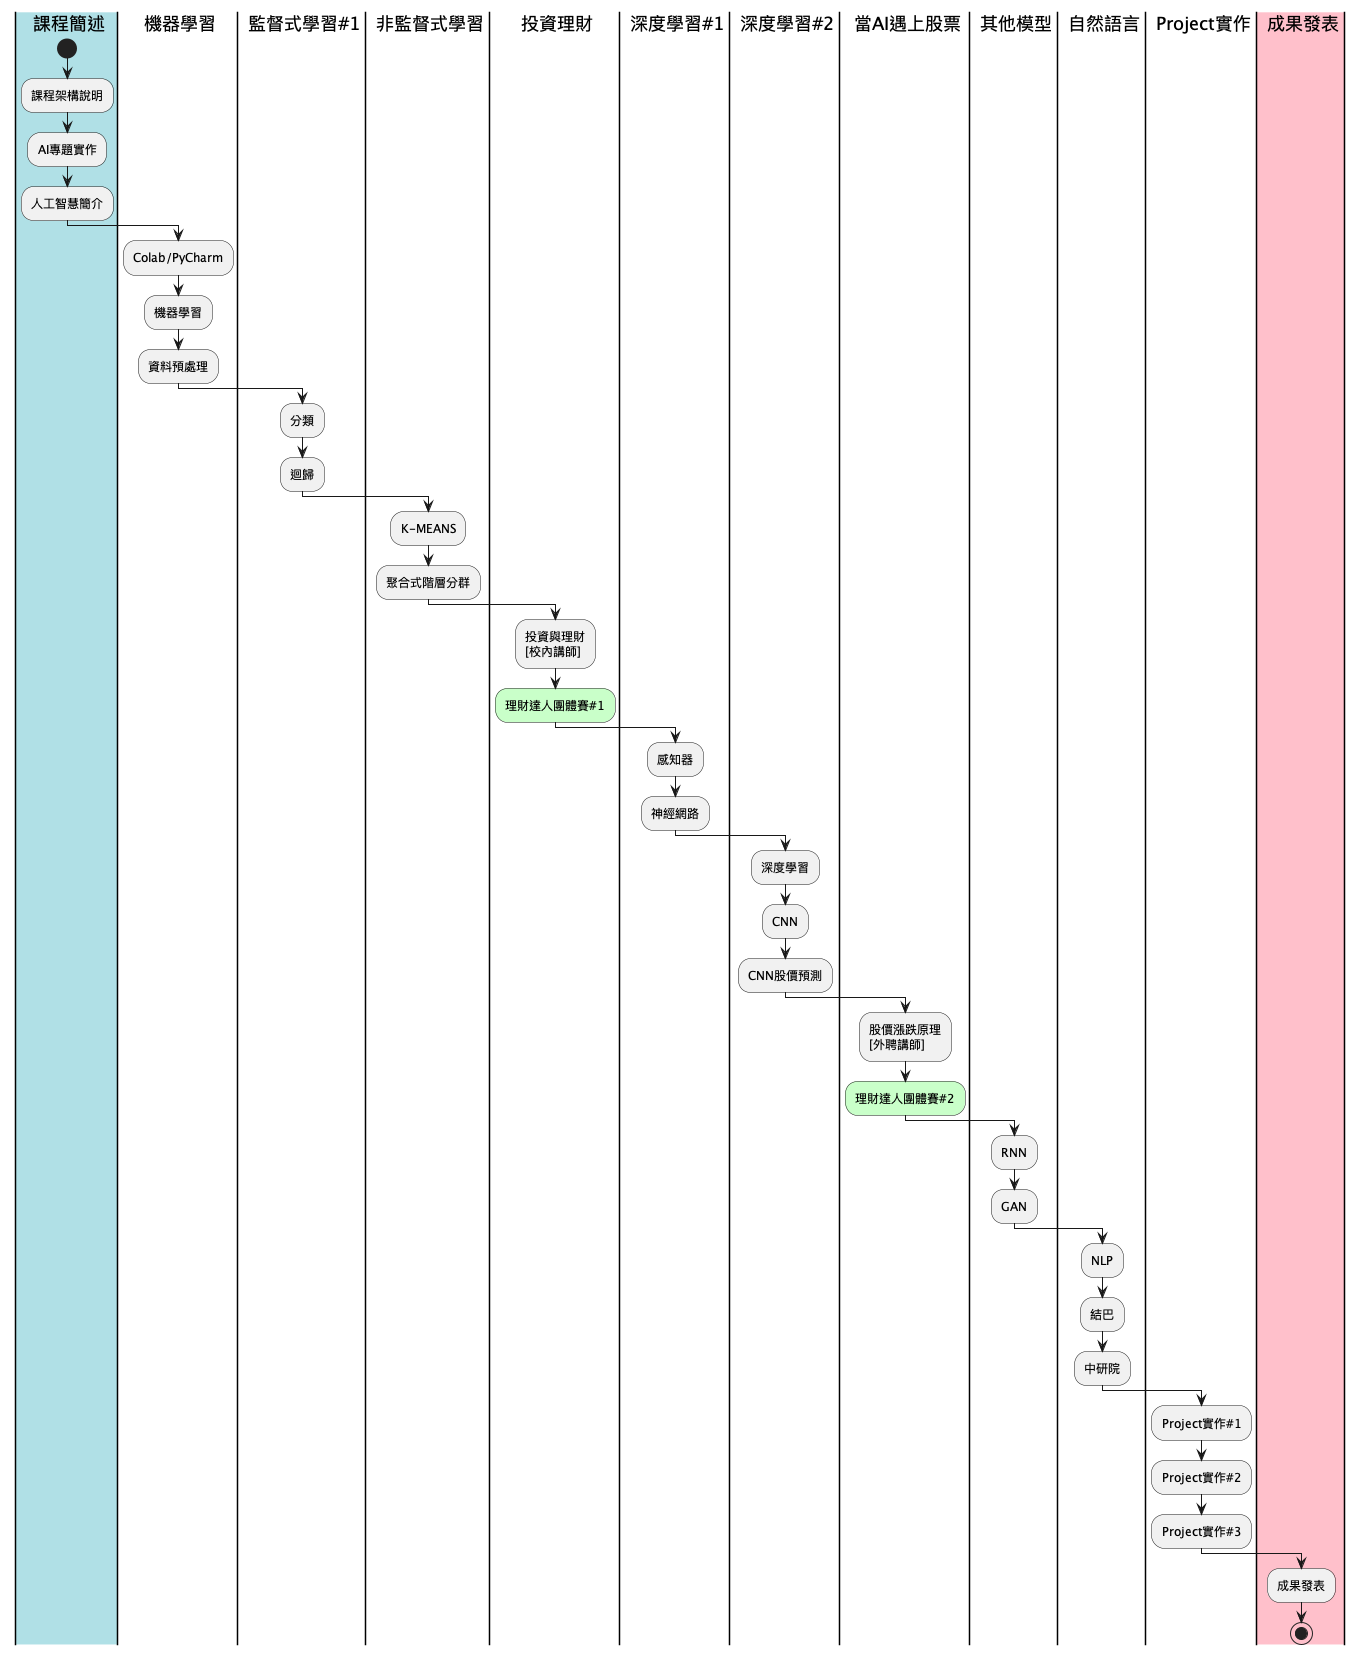 課程簡述
機器學習
監督式學習#1
非監督式學習
投資理財
深度學習#1
深度學習#2
當AI遇上股票
其他模型
自然語言
Project實作
成果發表
課程架構說明
AI專題實作
人工智慧簡介
Colab/PyCharm
機器學習
資料預處理
分類
迴歸
K-MEANS
聚合式階層分群
投資與理財
[校內講師]
理財達人團體賽#1
感知器
神經網路
深度學習
CNN
CNN股價預測
股價漲跌原理
[外聘講師]
理財達人團體賽#2
RNN
GAN
NLP
結巴
中研院
Project實作#1
Project實作#2
Project實作#3
成果發表